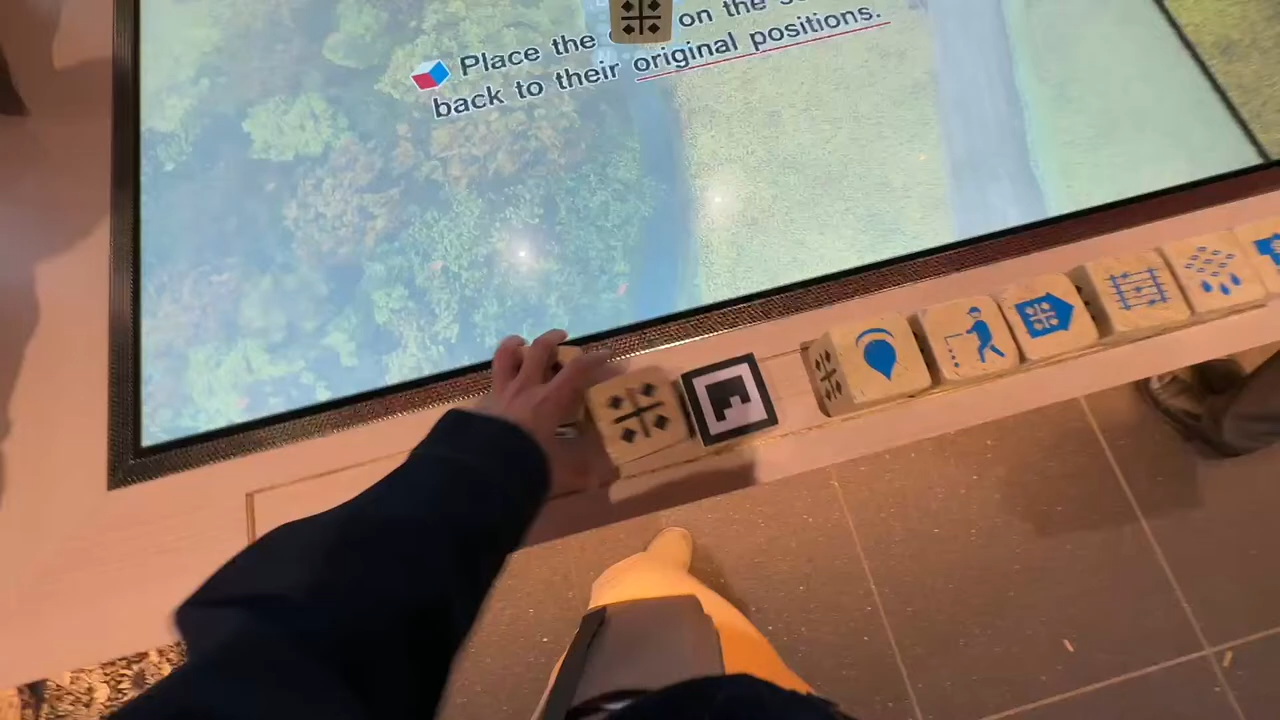 Place the on the
back to their original positions.